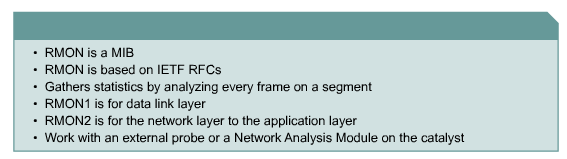 • RMON is a MIB
• RMON is based on IETF RFCs
• Gathers statistics by analyzing every frame on a segment
• RMON1 is for data link layer
• RMON2 is for the network layer to the application layer
• Work with an external probe or a Network Analysis Module on the catalyst